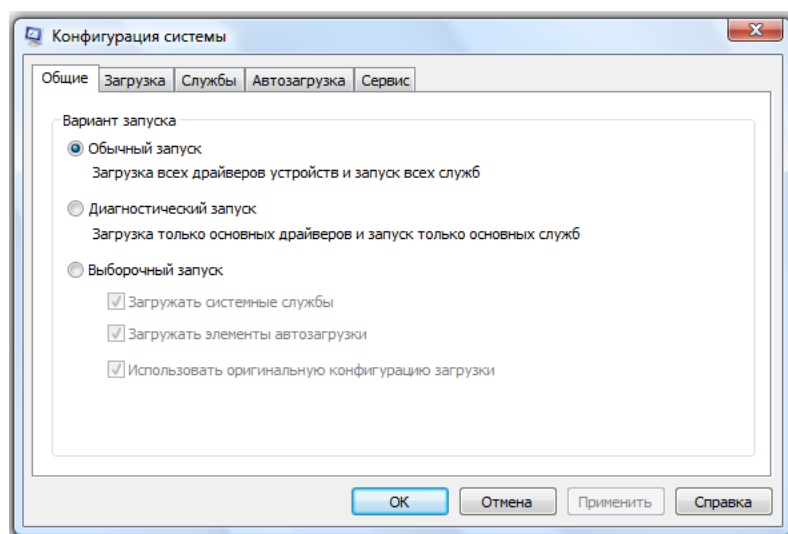 Конфигурация системы
Общие Загрузка Службы Автозагрузка Сервис
Вариант запуска
Обычный запуск
Загрузка всех драйверов устройств и запуск всех служб
Диагностический запуск
Загрузка только основных драйверов и запуск только основных служб
Выборочный запуск
Загружать системные службы
Загружать элементы автозагрузки
Использовать оригинальную конфигурацию загрузки
ОК Отмена Применить Справка